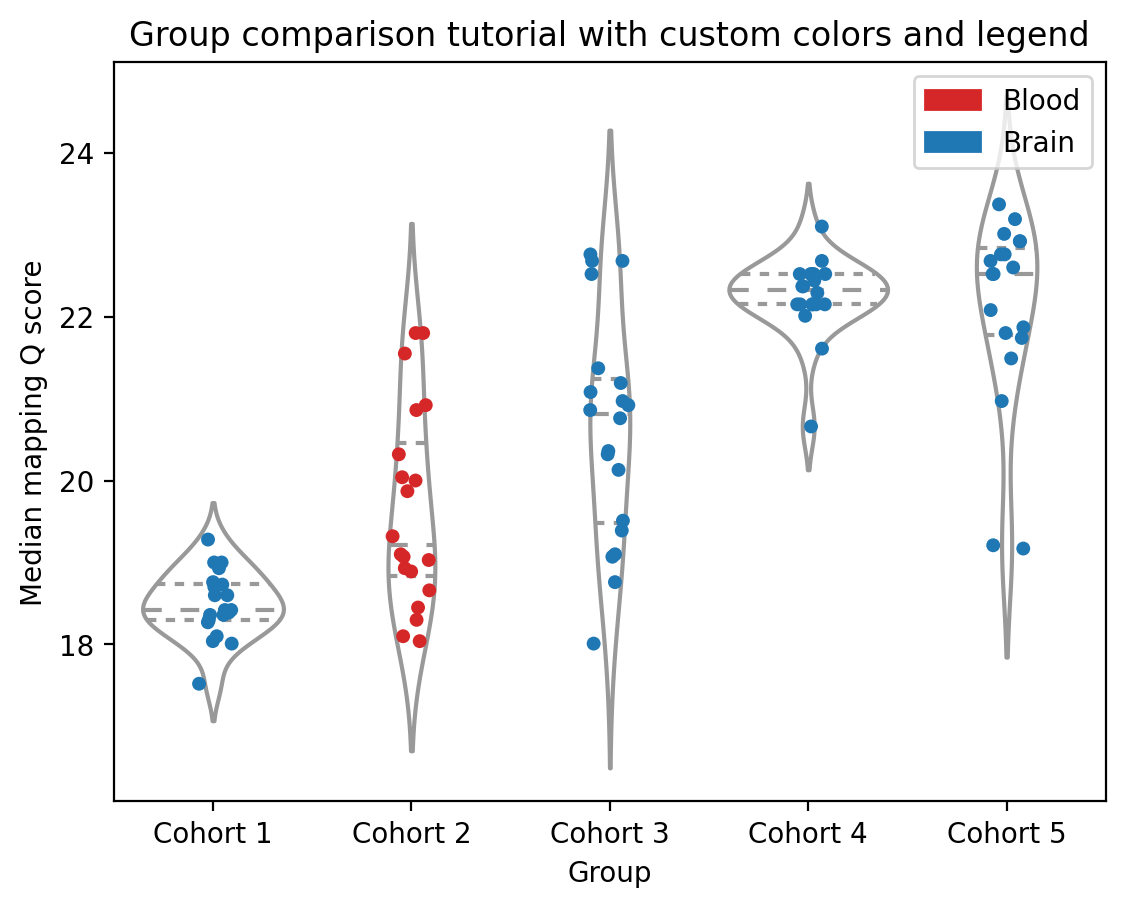 Group comparison tutorial with custom colors and legend
Blood
Brain
24
22
20
18
Median mapping Q score
Cohort 1
Cohort 2
Cohort 3
Cohort 4
Cohort 5
Group